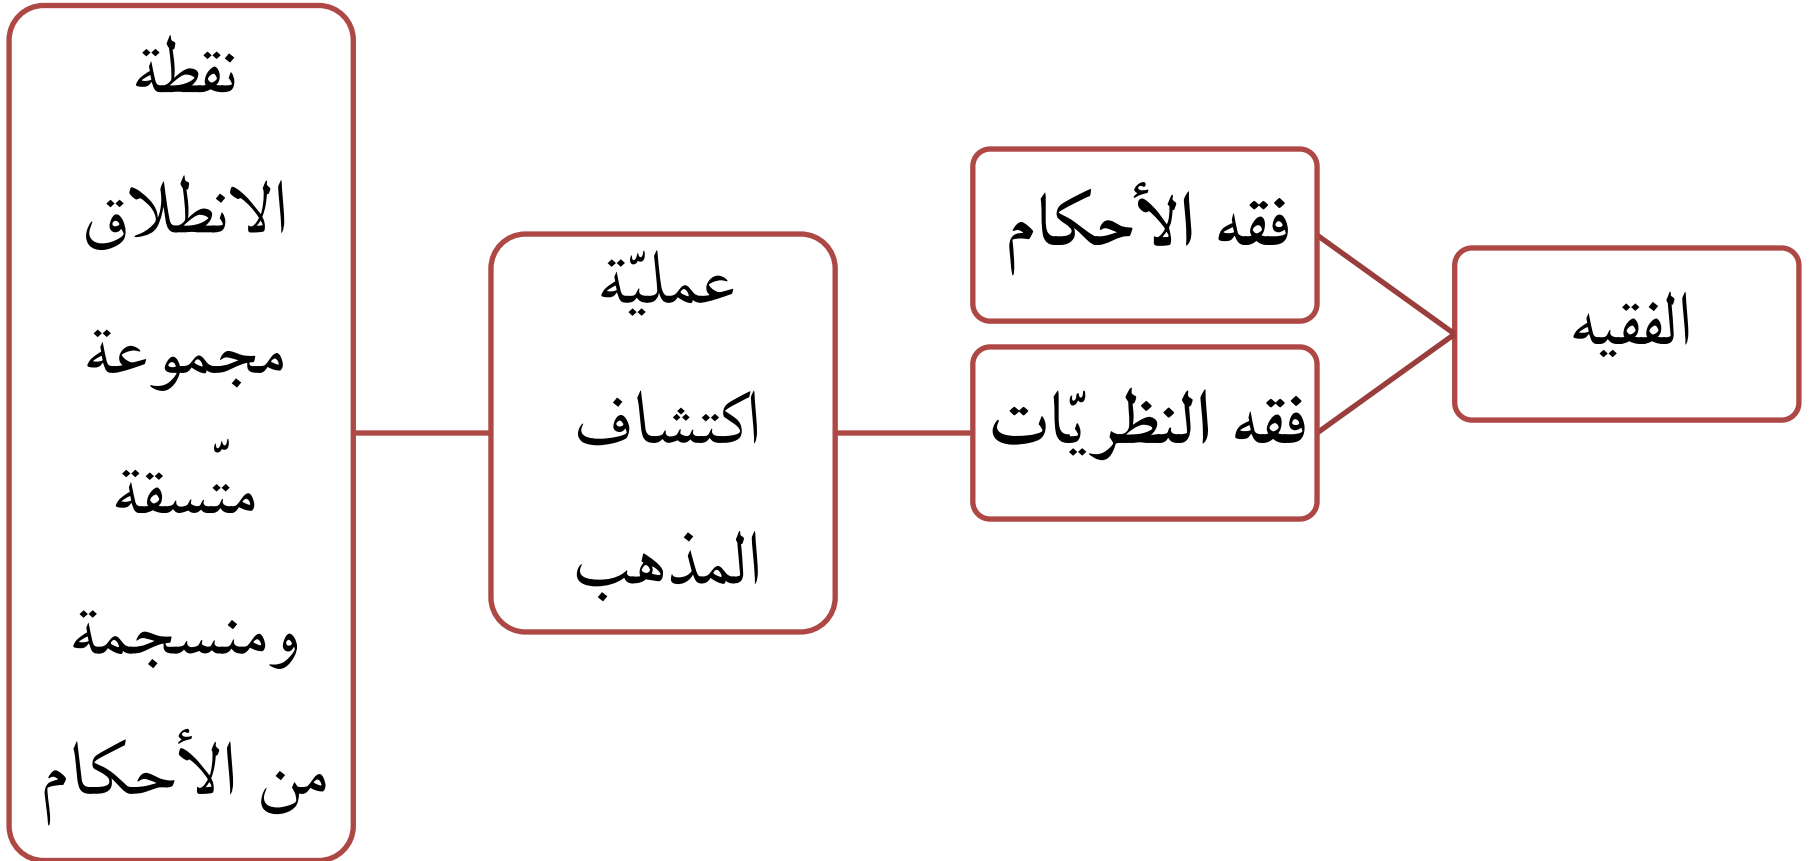 الفقيه
فقه الأحكام
فقه النظريّات
عمليّة
اكتشاف
المذهب
نقطة
الانطلاق
مجموعة
متّسقة
ومنسجمة
من الأحكام